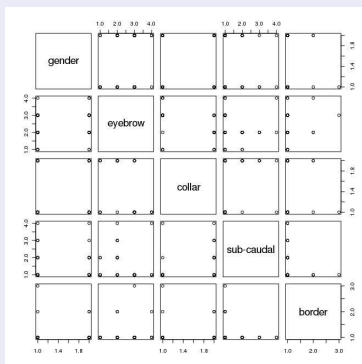 1.0 2.0 3.0 4.0 1.0 2.0 3.0 4.0
gender
1.0 1.4 1.8
1.0 2.0 3.0 4.0
eyebrow
collar
1.0 1.4 1.8
1.0 2.0 3.0 4.0
sub-caudal
border
1.0 2.0 3.0
1.0 1.4 1.8 1.0 1.4 1.8 1.0 2.0 3.0